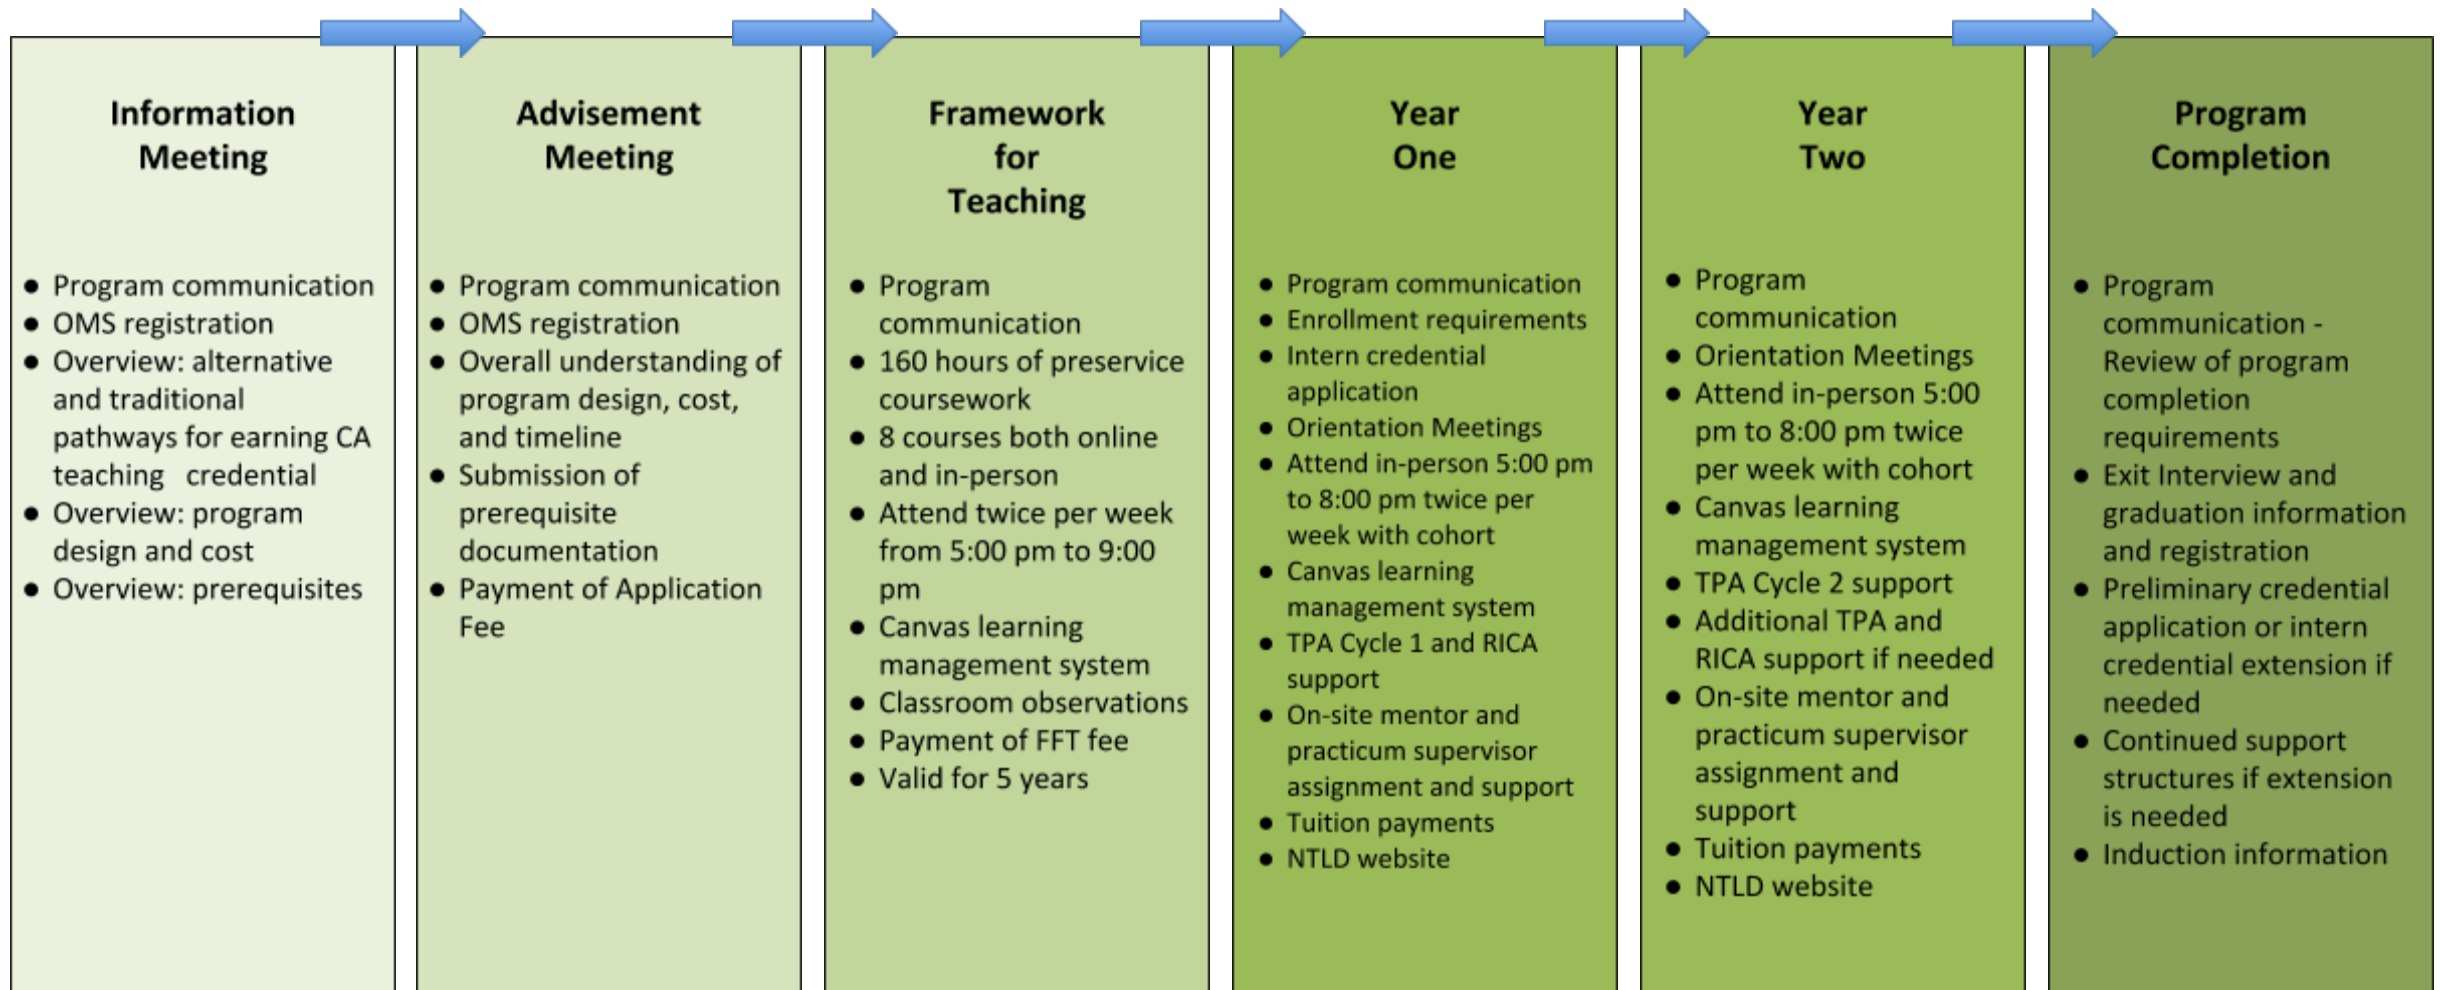 Information
Meeting
● Program communication
● OMS registration
● Overview: alternative
and traditional
pathways for earning CA
teaching   credential
● Overview: program
design and cost
● Overview: prerequisites
Advisement
Meeting
● Program communication
● OMS registration
● Overall understanding of
program design, cost,
and timeline
● Submission of
prerequisite
documentation
● Payment of Application
Fee
Framework
for
Teaching
● Program
communication
● 160 hours of preservice
coursework
● 8 courses both online
and in-person
● Attend twice per week
from 5:00 pm to 9:00
pm
● Canvas learning
management system
● Classroom observations
● Payment of FFT fee
● Valid for 5 years
Year
One
● Program communication
● Enrollment requirements
● Intern credential
application
● Orientation Meetings
● Attend in-person 5:00 pm
to 8:00 pm twice per
week with cohort
● Canvas learning
management system
● TPA Cycle 1 and RICA
support
● On-site mentor and
practicum supervisor
assignment and support
● Tuition payments
● NTLD website
Year
Two
● Program
communication
● Orientation Meetings
● Attend in-person 5:00
pm to 8:00 pm twice
per week with cohort
● Canvas learning
management system
● TPA Cycle 2 support
● Additional TPA and
RICA support if needed
● On-site mentor and
practicum supervisor
assignment and
support
● Tuition payments
● NTLD website
Program
Completion
● Program
communication -
Review of program
completion
requirements
● Exit Interview and
graduation information
and registration
● Preliminary credential
application or intern
credential extension if
needed
● Continued support
structures if extension
is needed
● Induction information